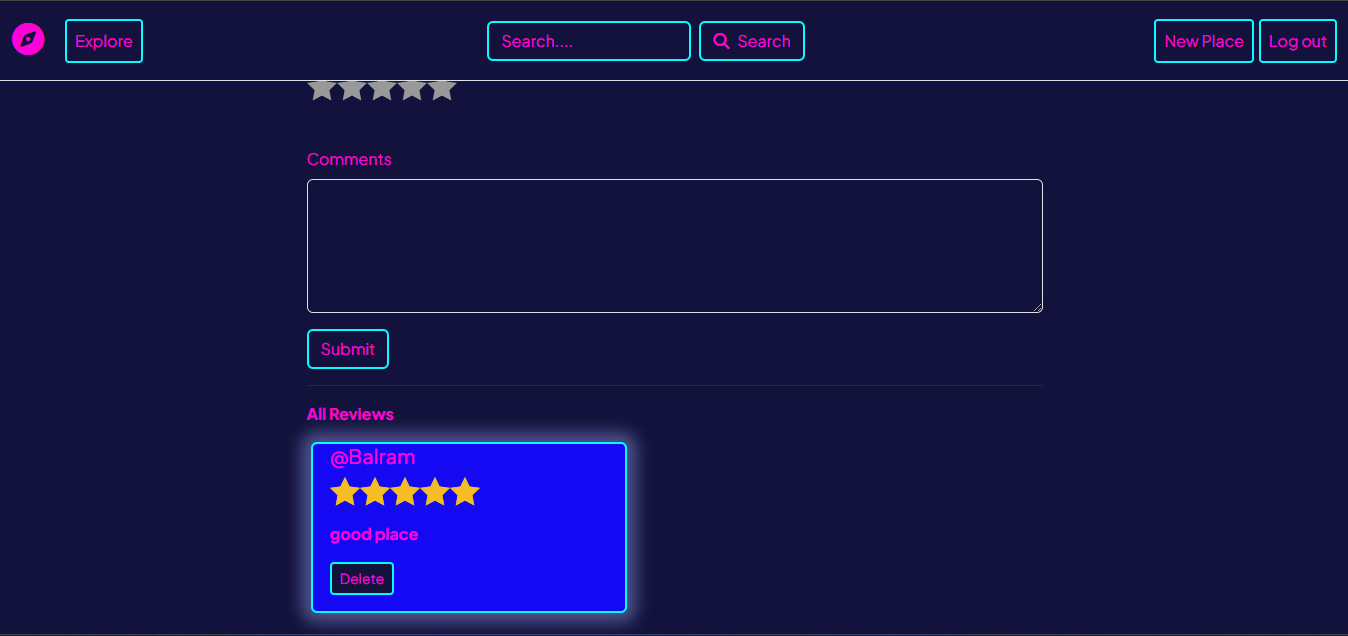 Explore
Search....
Search
New Place
Log out
Comments
Submit
All Reviews
@Balram
good place
Delete